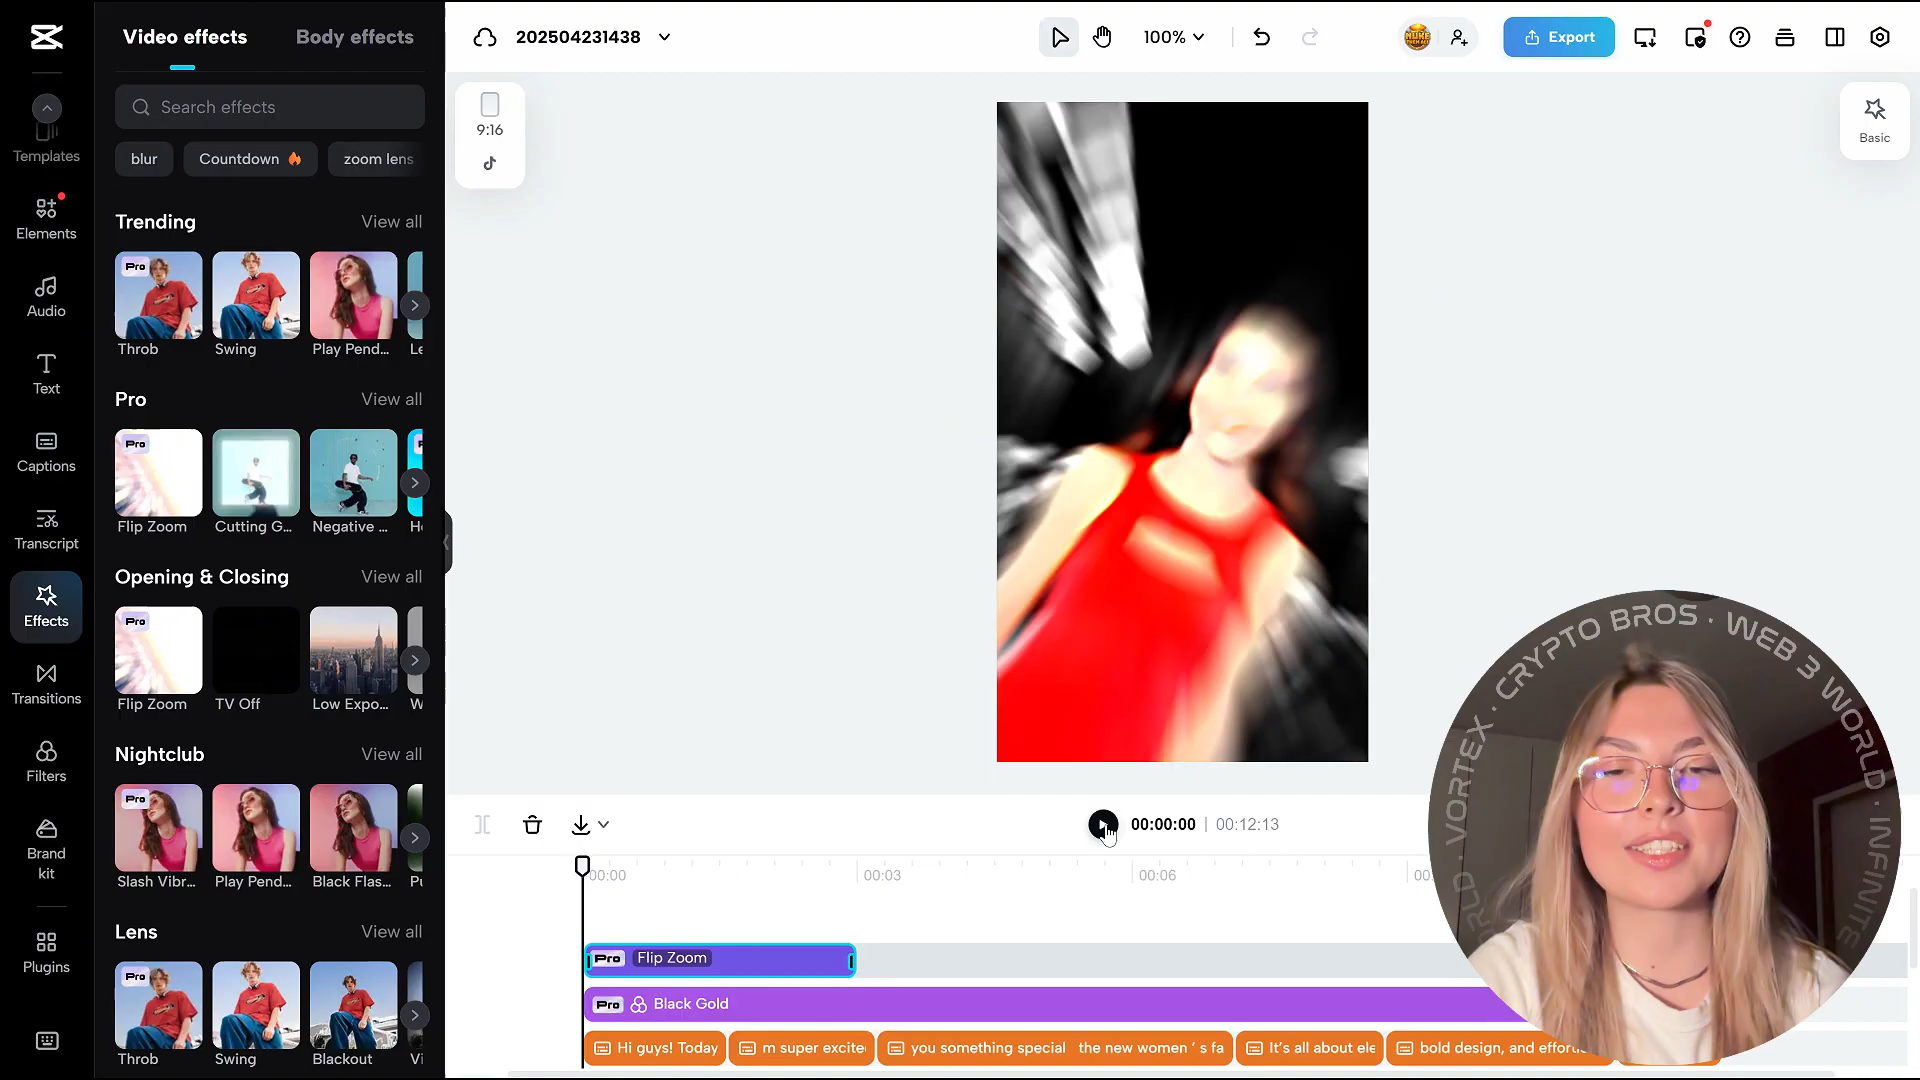 Video effects
Body effects
202504231438
100%
Export
Search effects
9:16
Basic
Templates
blur
Countdown
zoom lens
Elements
Trending
View all
Pro
Audio
Throb
Swing
Play Pend...
Le
Text
Pro
View all
Pro
Captions
Flip Zoom
Cutting G...
Negative ...
Transcript
Opening & Closing
View all
Effects
Pro
Transitions
Flip Zoom
TV Off
Low Expo...
W
Nightclub
View all
Filters
Pro
Brand
kit
Slash Vibr...
Play Pend...
Black Flas...
Lens
View all
Plugins
Pro
Throb
Swing
Blackout
Vi
00:00:00 | 00:12:13
00:00
00:03
00:06
00:
Pro Flip Zoom
Pro Black Gold
Hi guys! Today
m super excite
you something special the new women ’ s fa
It’s all about ele
bold design, and effort
WORLD · VORTEX · CRYPTO BROS · WEB 3 WORLD · INFINITE